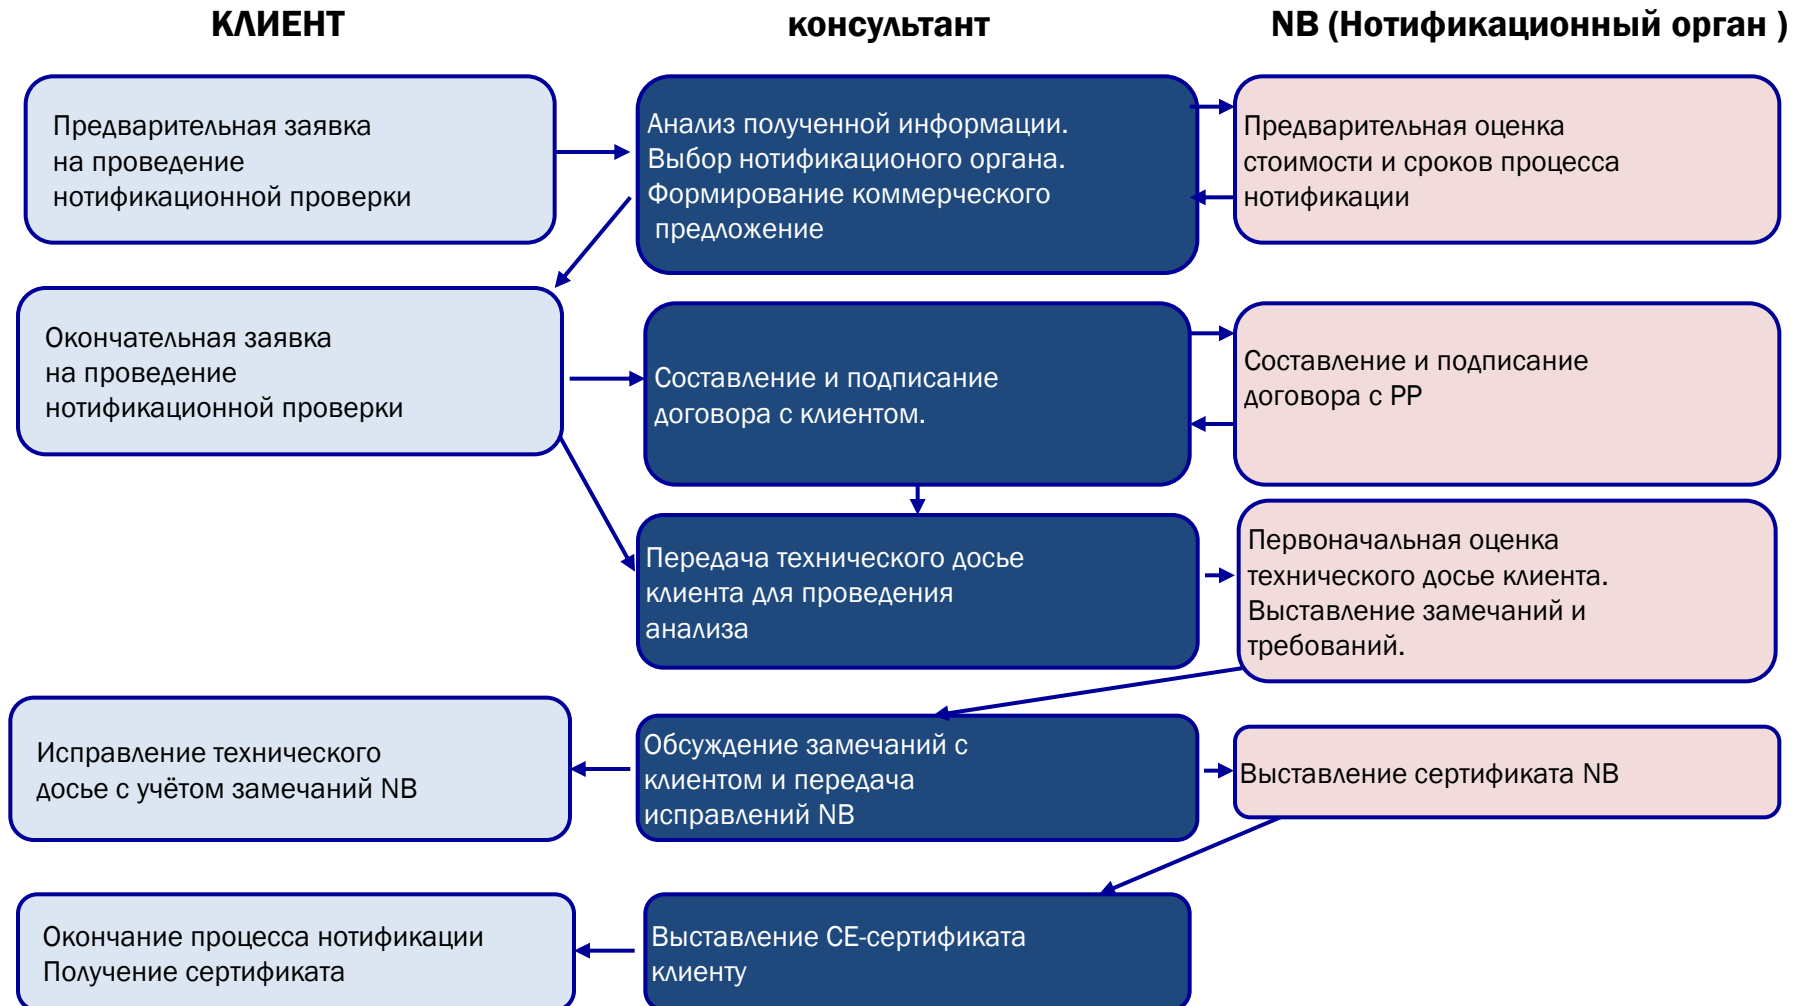 КЛИЕНТ
консультант
NB (Нотификационный орган )
Предварительная заявка
на проведение
нотификационной проверки
Анализ полученной информации.
Выбор нотификационого органа.
Формирование коммерческого
предложение
Предварительная оценка
стоимости и сроков процесса
нотификации
Окончательная заявка
на проведение
нотификационной проверки
Составление и подписание
договора с клиентом.
Составление и подписание
договора с PP
Передача технического досье
клиента для проведения
анализа
Первоначальная оценка
технического досье клиента.
Выставление замечаний и
требований.
Исправление технического
досье с учётом замечаний NB
Обсуждение замечаний с
клиентом и передача
исправлений NB
Выставление сертификата NB
Окончание процесса нотификации
Получение сертификата
Выставление CE-сертификата
клиенту